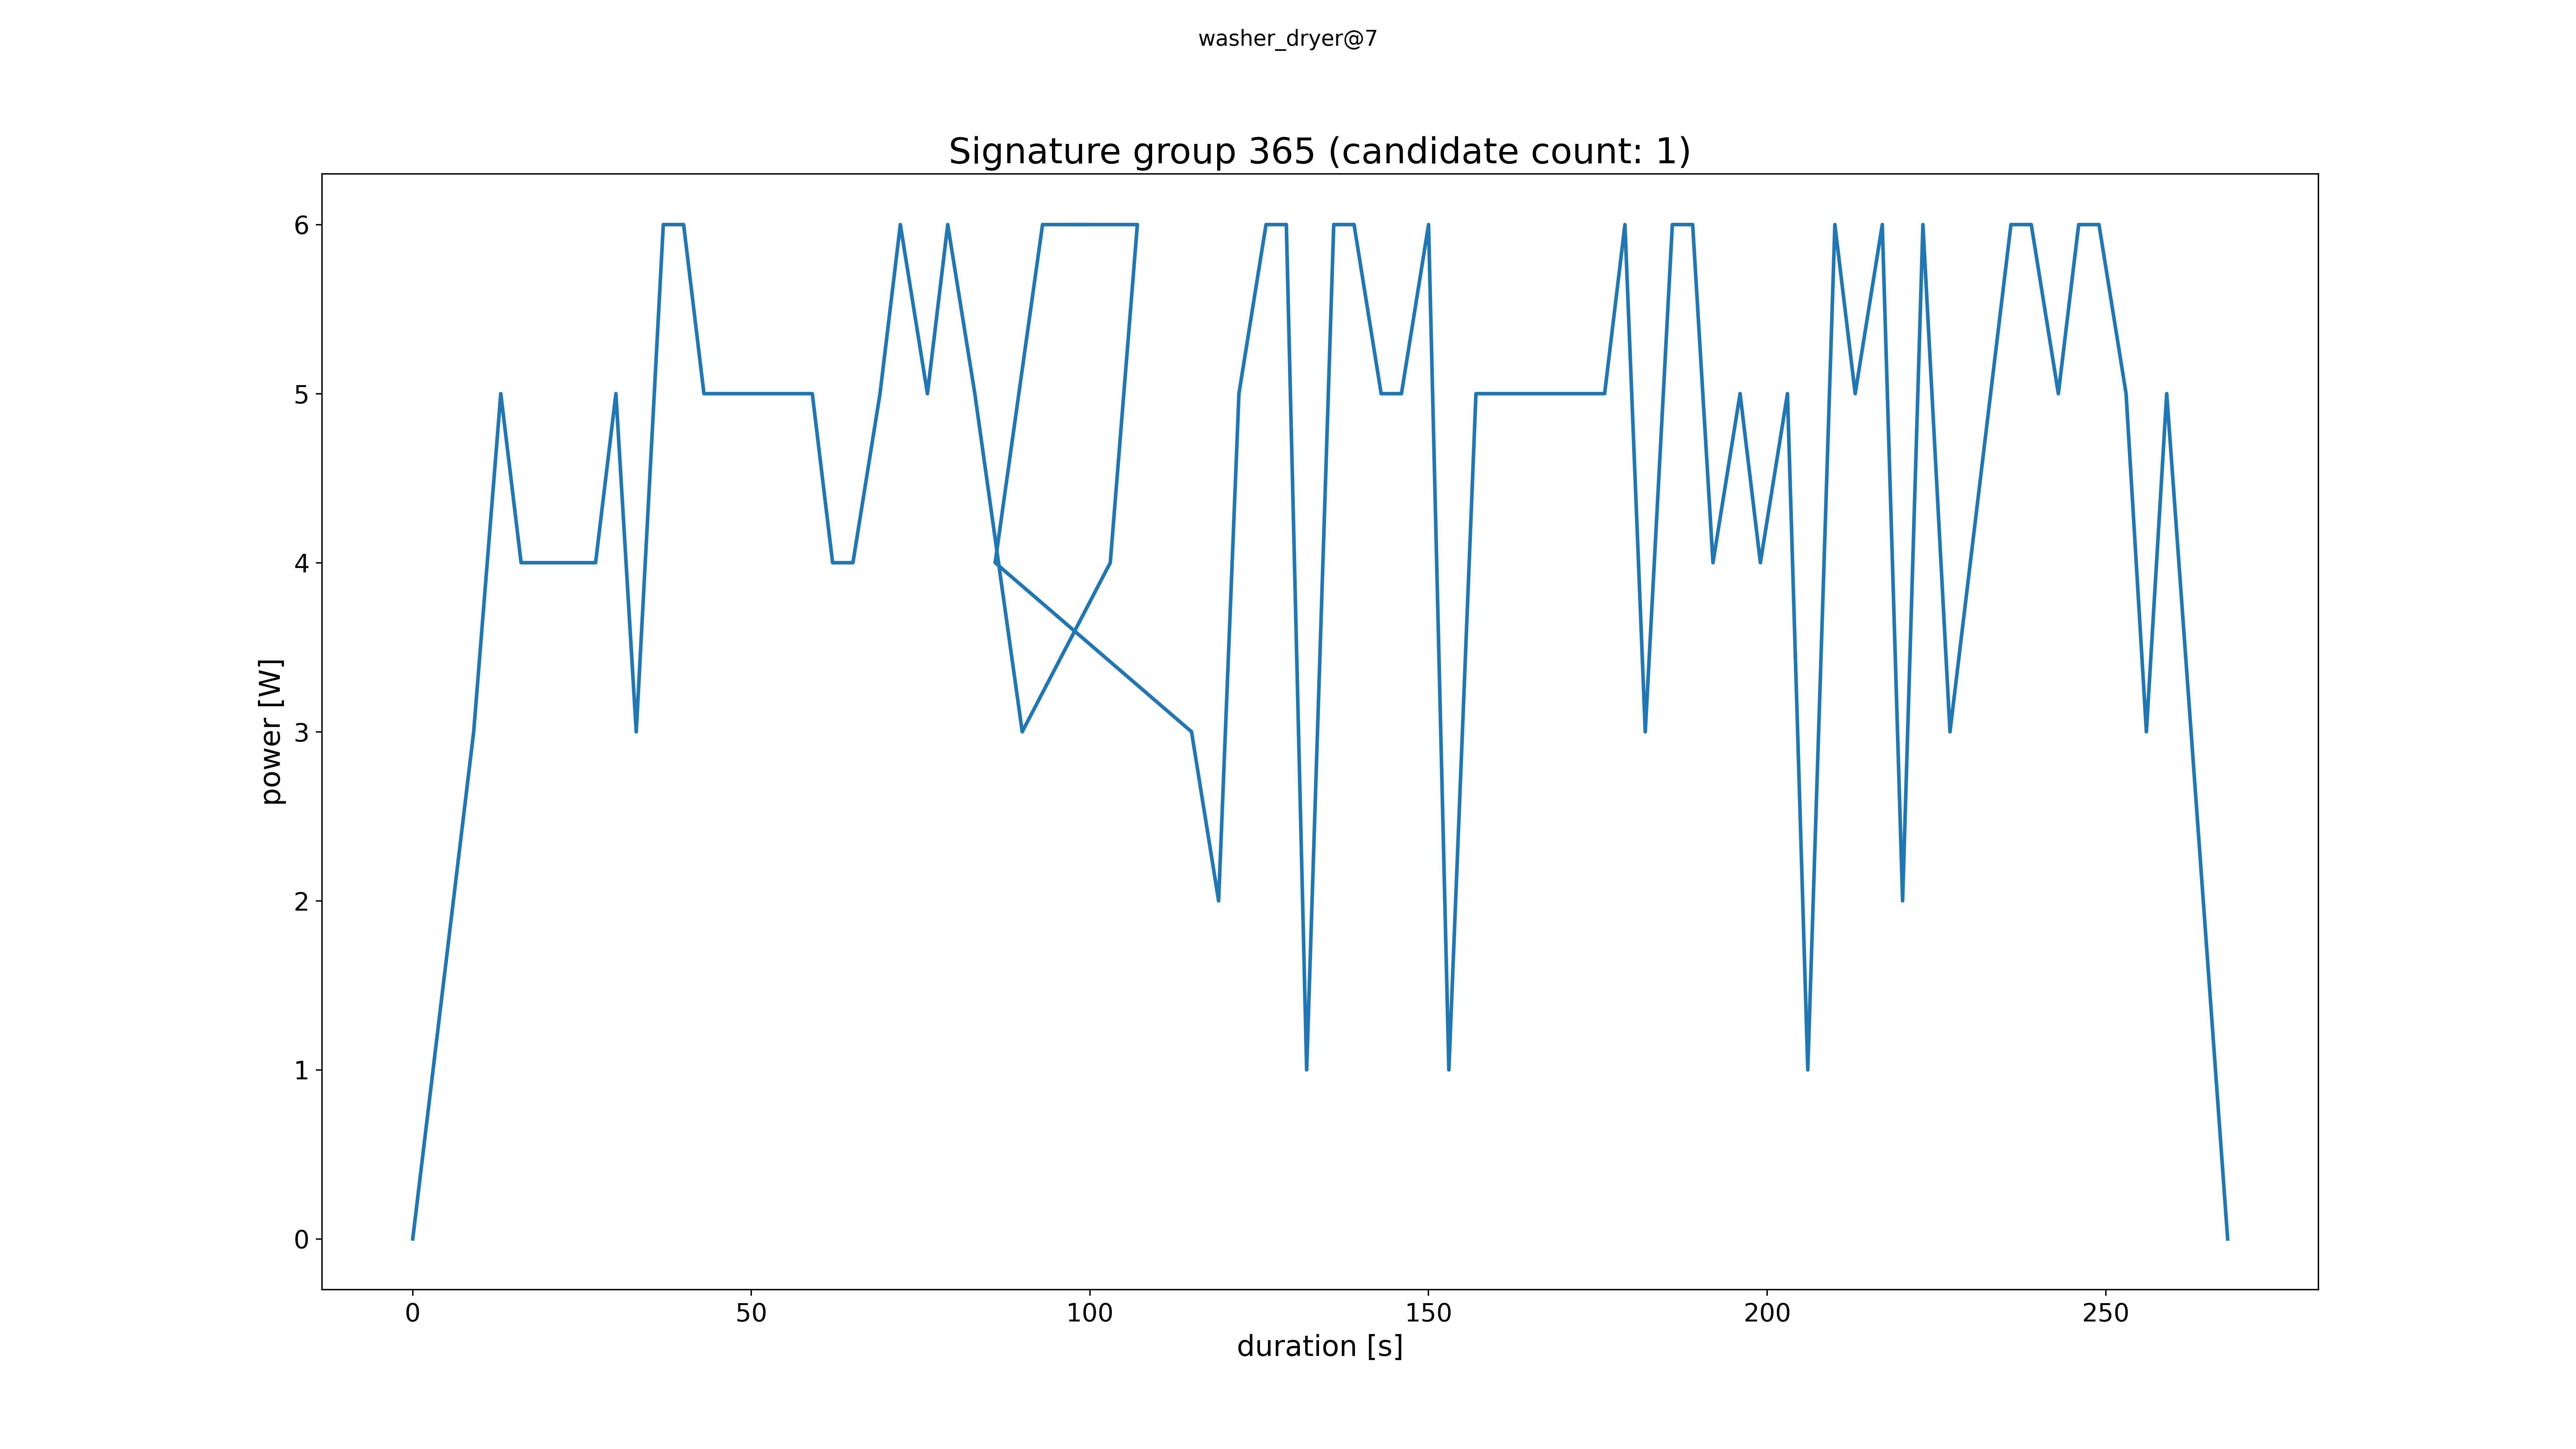 washer_dryer@7
Signature group 365 (candidate count: 1)
power [W]
6
5
4
3
2
1
0
0 50 100 150 200 250
duration [s]